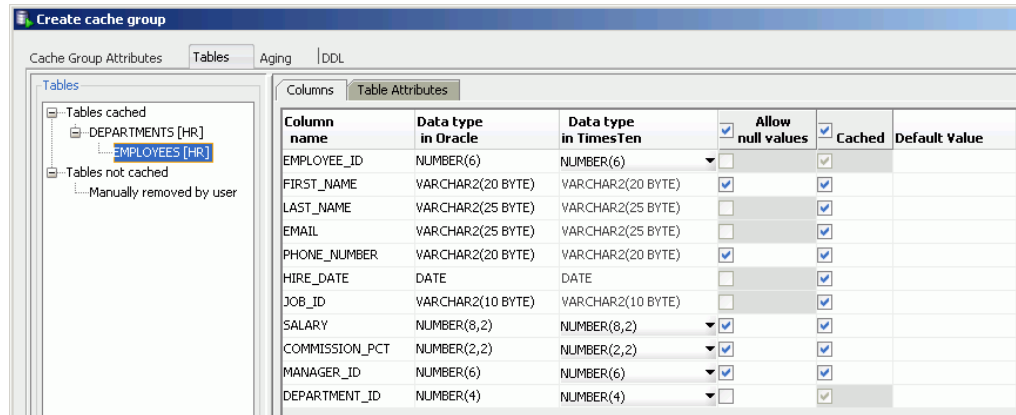 Create cache group
Cache Group Attributes Tables Aging DDL
Tables
Tables cached
DEPARTMENTS [HR]
EMPLOYEES [HR]
Tables not cached
Manually removed by user
Columns Table Attributes
Column name Data type in Oracle Data type in TimesTen Allow null values Cached Default Value
EMPLOYEE_ID NUMBER(6) NUMBER(6)
FIRST_NAME VARCHAR2(20 BYTE) VARCHAR2(20 BYTE)
LAST_NAME VARCHAR2(25 BYTE) VARCHAR2(25 BYTE)
EMAIL VARCHAR2(25 BYTE) VARCHAR2(25 BYTE)
PHONE_NUMBER VARCHAR2(20 BYTE) VARCHAR2(20 BYTE)
HIRE_DATE DATE DATE
JOB_ID VARCHAR2(10 BYTE) VARCHAR2(10 BYTE)
SALARY NUMBER(8,2) NUMBER(8,2)
COMMISSION_PCT NUMBER(2,2) NUMBER(2,2)
MANAGER_ID NUMBER(6) NUMBER(6)
DEPARTMENT_ID NUMBER(4) NUMBER(4)